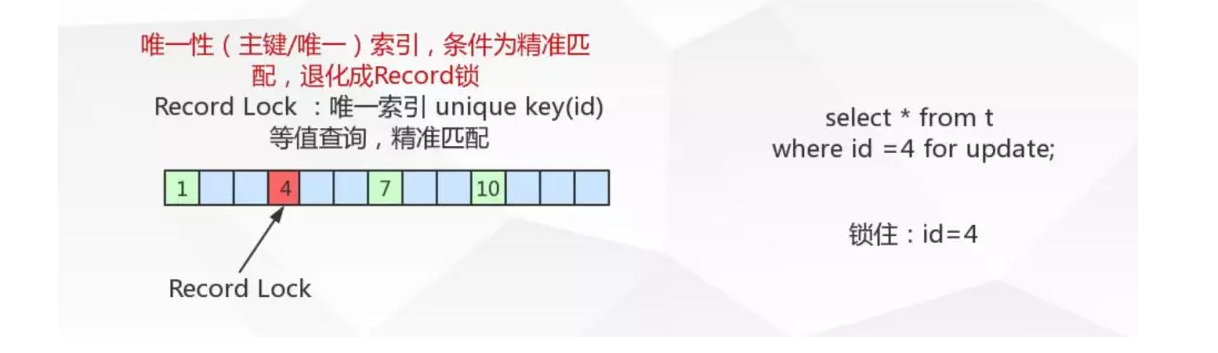 唯一性（主键/唯一）索引，条件为精准匹
配，退化成Record锁
Record Lock ：唯一索引 unique key(id)
等值查询，精准匹配
1 4 7 10
Record Lock
select * from t
where id =4 for update;
锁住：id=4